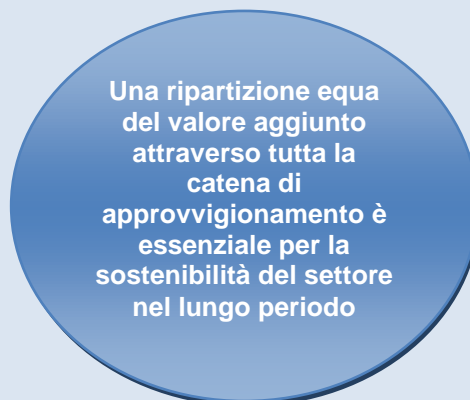 Una ripartizione equa
del valore aggiunto
attraverso tutta la
catena di
approvvigionamento è
essenziale per la
sostenibilità del settore
nel lungo periodo